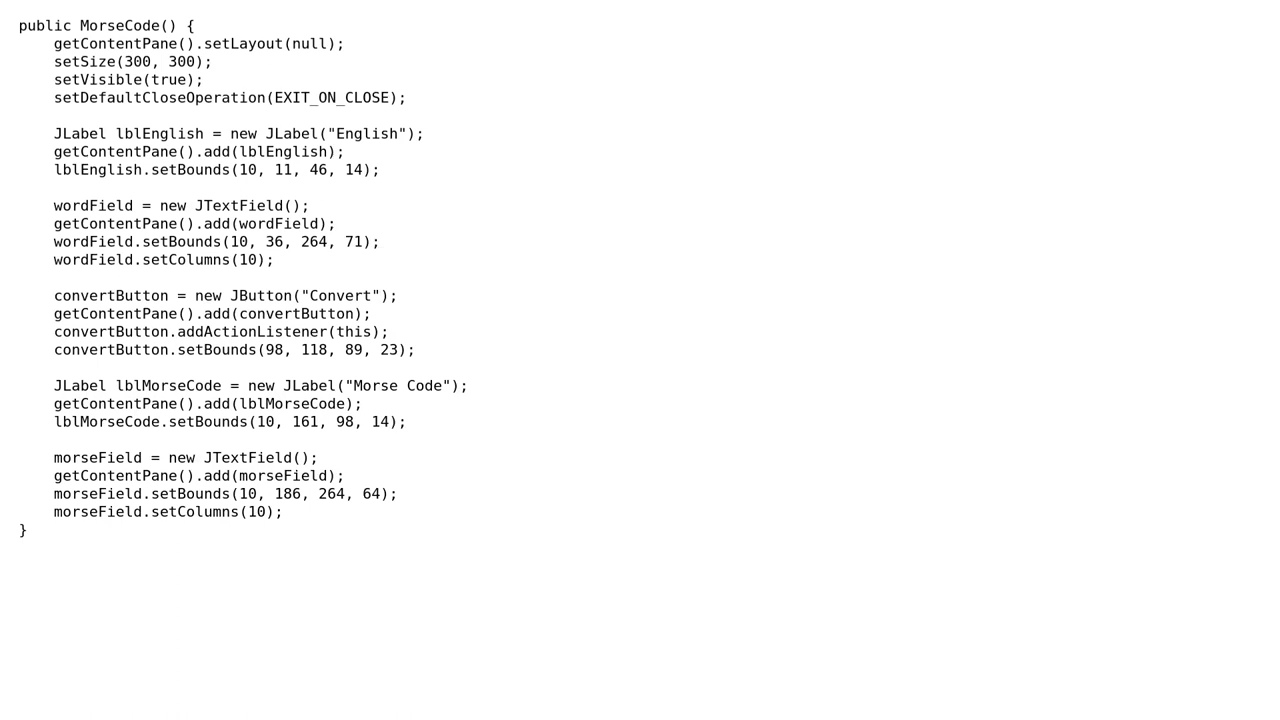 public MorseCode() {
    getContentPane().setLayout(null);
    setSize(300, 300);
    setVisible(true);
    setDefaultCloseOperation(EXIT_ON_CLOSE);

    JLabel lblEnglish = new JLabel("English");
    getContentPane().add(lblEnglish);
    lblEnglish.setBounds(10, 11, 46, 14);

    wordField = new JTextField();
    getContentPane().add(wordField);
    wordField.setBounds(10, 36, 264, 71);
    wordField.setColumns(10);

    convertButton = new JButton("Convert");
    getContentPane().add(convertButton);
    convertButton.addActionListener(this);
    convertButton.setBounds(98, 118, 89, 23);

    JLabel lblMorseCode = new JLabel("Morse Code");
    getContentPane().add(lblMorseCode);
    lblMorseCode.setBounds(10, 161, 98, 14);

    morseField = new JTextField();
    getContentPane().add(morseField);
    morseField.setBounds(10, 186, 264, 64);
    morseField.setColumns(10);
}